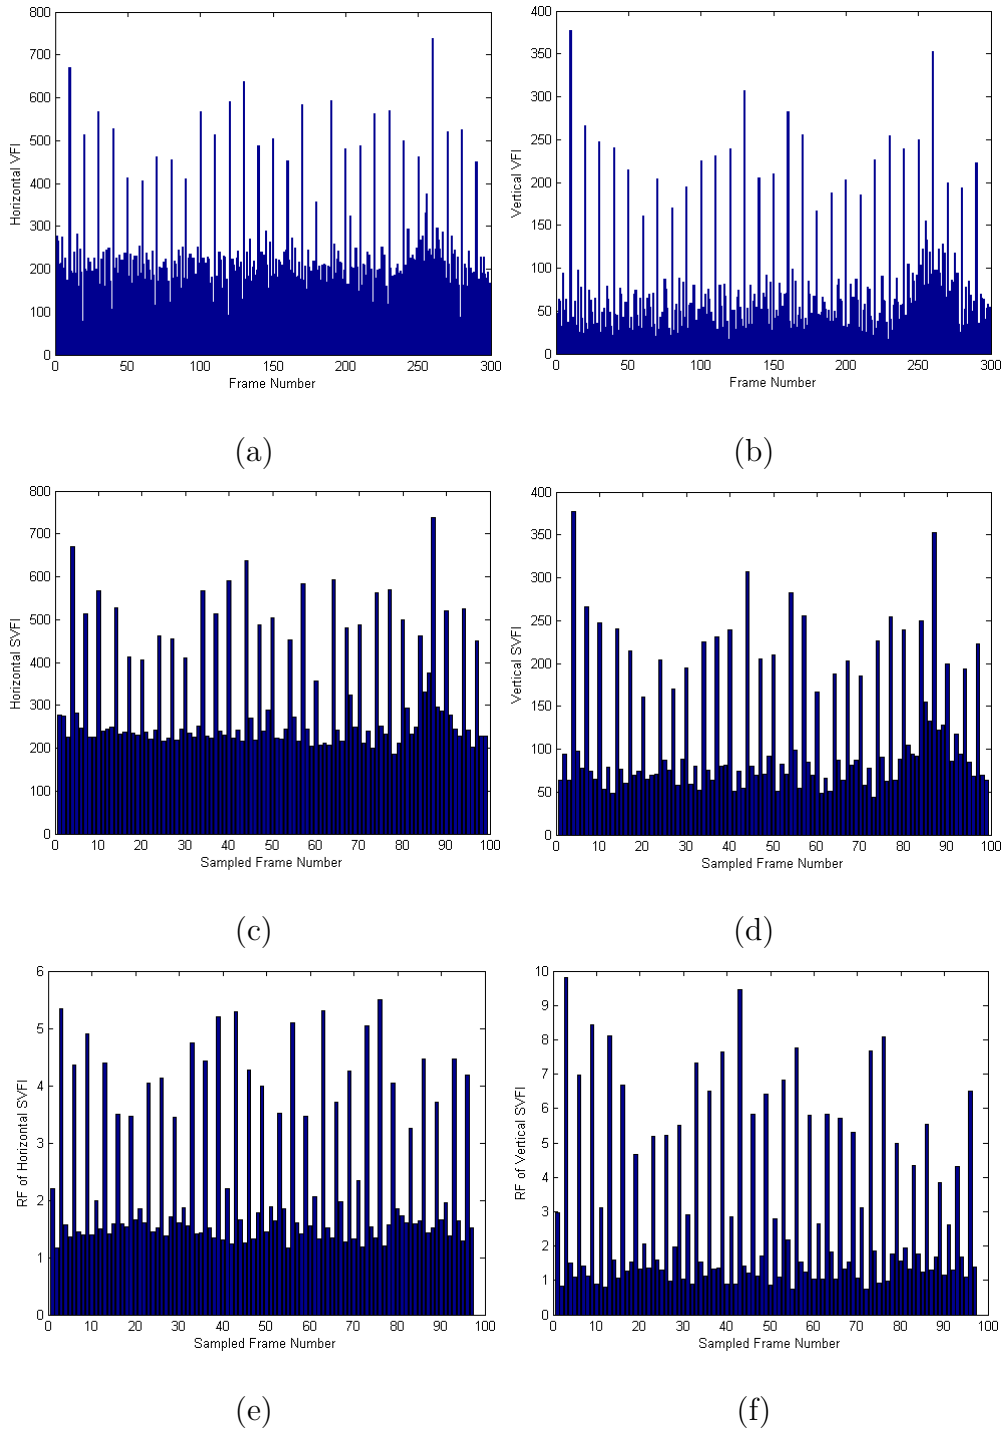 800
700
600
500
400
300
200
100
0
Horizontal VFI
0 50 100 150 200 250 300
Frame Number
(a)
400
350
300
250
200
150
100
50
0
Vertical VFI
0 50 100 150 200 250 300
Frame Number
(b)
800
700
600
500
400
300
200
100
0
Horizontal SVFI
0 10 20 30 40 50 60 70 80 90 100
Sampled Frame Number
(c)
400
350
300
250
200
150
100
50
0
Vertical SVFI
0 10 20 30 40 50 60 70 80 90 100
Sampled Frame Number
(d)
6
5
4
3
2
1
0
RF of Horizontal SVFI
0 10 20 30 40 50 60 70 80 90 100
Sampled Frame Number
(e)
10
9
8
7
6
5
4
3
2
1
0
RF of Vertical SVFI
0 10 20 30 40 50 60 70 80 90 100
Sampled Frame Number
(f)